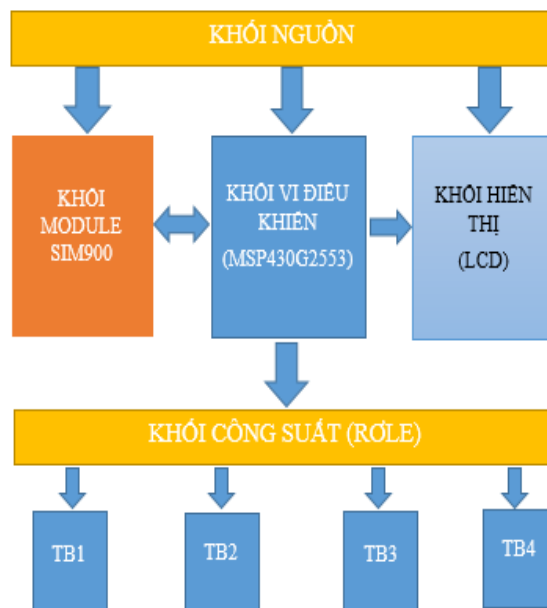 KHỐI NGUỒN
KHỐI
MODULE
SIM900
KHỐI VI ĐIỀU
KHIỂN
(MSP430G2553)
KHỐI HIỂN
THỊ
(LCD)
KHỐI CÔNG SUẤT (RƠLE)
TB1
TB2
TB3
TB4